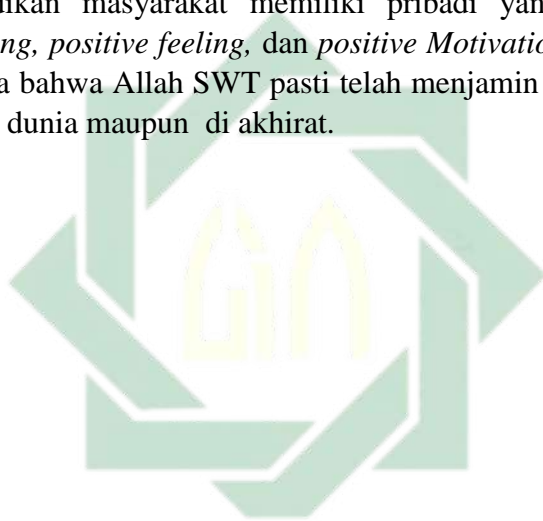 dikan masyarakat memiliki pribadi yan
ng, positive feeling, dan positive Motivatio
a bahwa Allah SWT pasti telah menjamin
dunia maupun di akhirat.